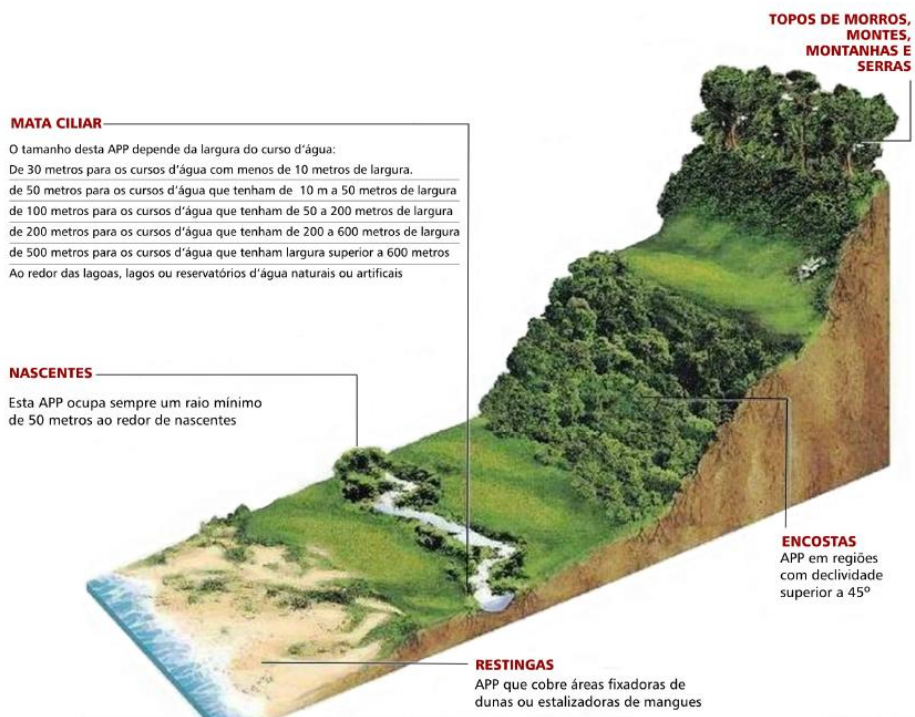 TOPOS DE MORROS,
MONTES,
MONTANHAS E
SERRAS
MATA CILIAR
O tamanho desta APP depende da largura do curso d'água:
De 30 metros para os cursos d'água com menos de 10 metros de largura.
de 50 metros para os cursos d'água que tenham de 10 m a 50 metros de largura
de 100 metros para os cursos d'água que tenham de 50 a 200 metros de largura
de 200 metros para os cursos d'água que tenham de 200 a 600 metros de largura
de 500 metros para os cursos d'água que tenham largura superior a 600 metros
Ao redor das lagoas, lagos ou reservatórios d'água naturais ou artificais
NASCENTES
Esta APP ocupa sempre um raio mínimo
de 50 metros ao redor de nascentes
ENCOSTAS
APP em regiões
com declividade
superior a 45º
RESTINGAS
APP que cobre áreas fixadoras de
dunas ou estalizadoras de mangues